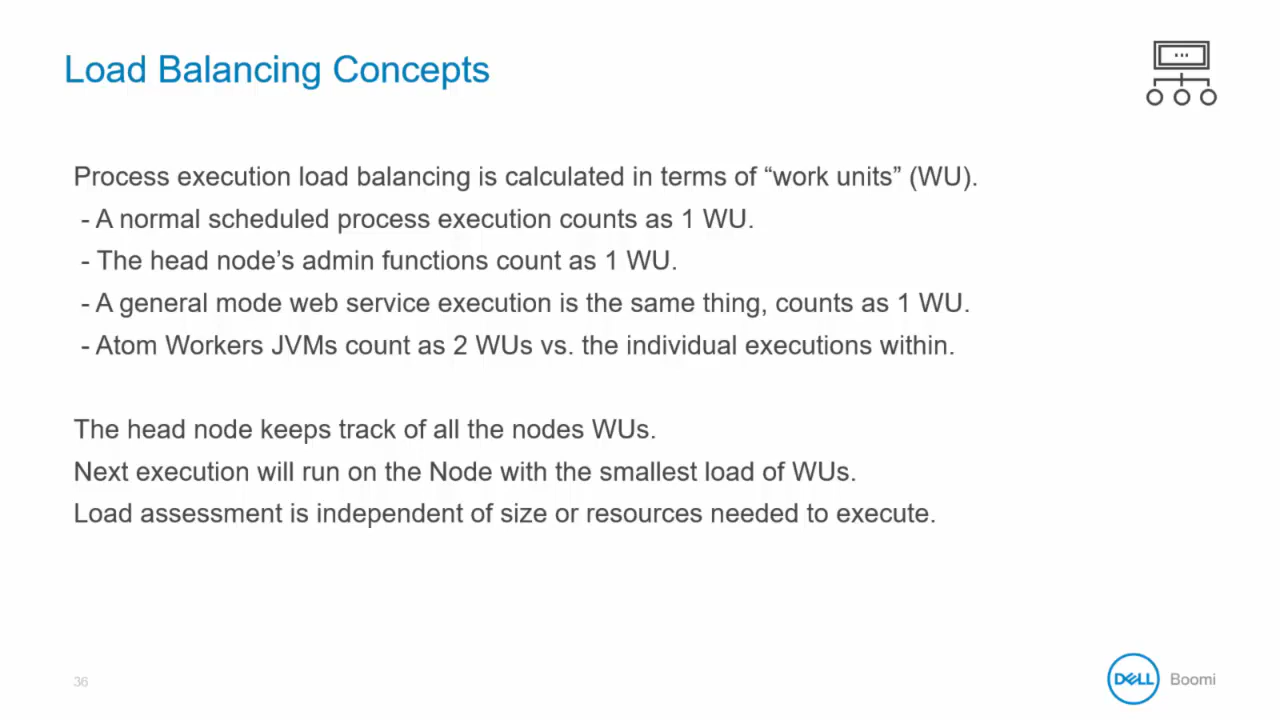 Load Balancing Concepts
Process execution load balancing is calculated in terms of “work units” (WU).
- A normal scheduled process execution counts as 1 WU.
- The head node’s admin functions count as 1 WU.
- A general mode web service execution is the same thing, counts as 1 WU.
- Atom Workers JVMs count as 2 WUs vs. the individual executions within.
The head node keeps track of all the nodes WUs.
Next execution will run on the Node with the smallest load of WUs.
Load assessment is independent of size or resources needed to execute.
36
DELL Boomi